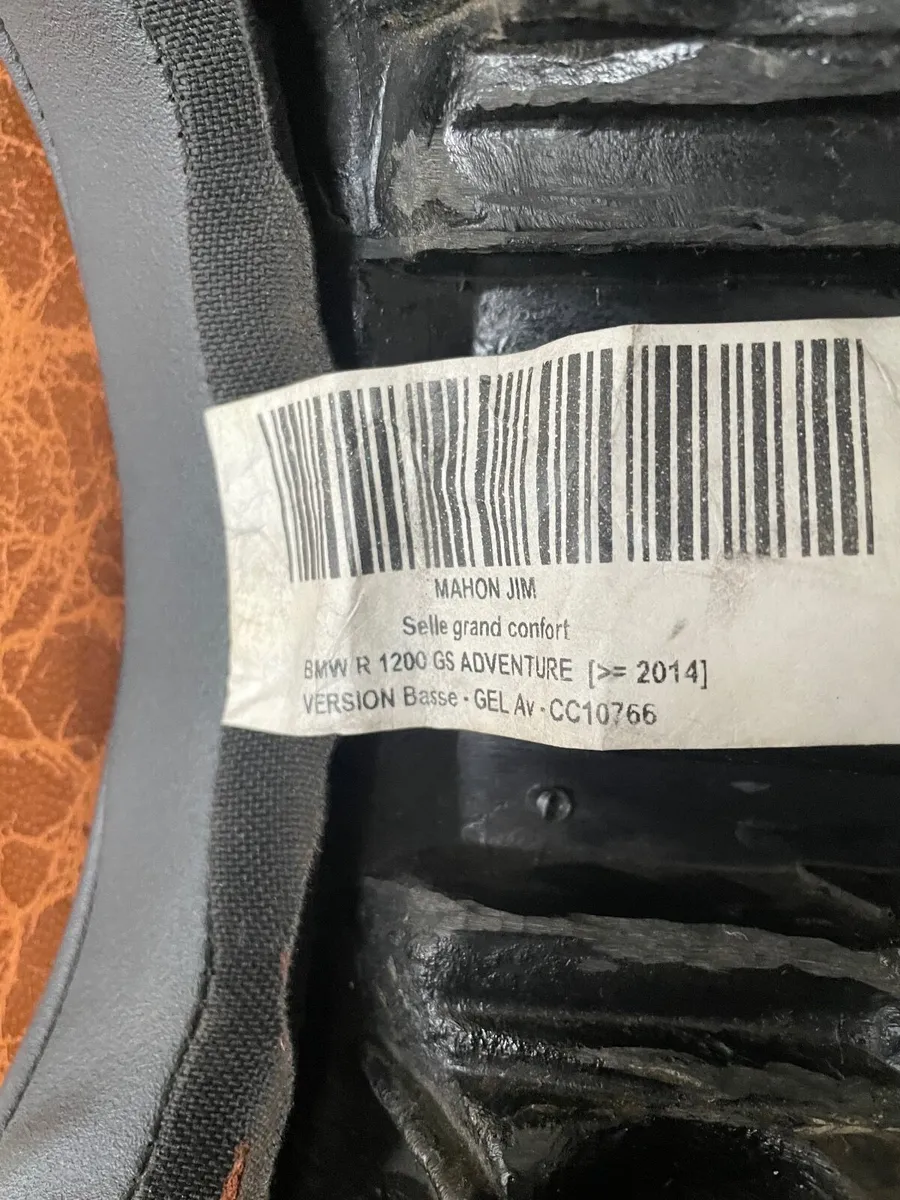 MAHON JIM
Selle grand confort
BMW R 1200 GS ADVENTURE [>= 2014]
VERSION Basse - GEL Av - CC10766